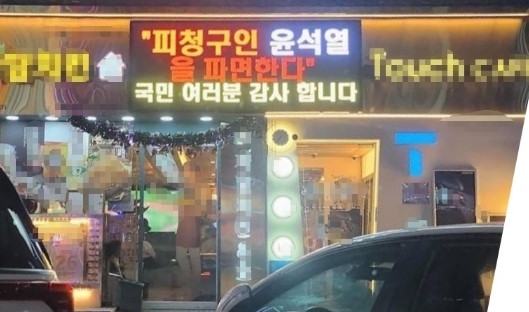 "피청구인 윤석열
을 파면한다"
국민 여러분 감사 합니다
Touch